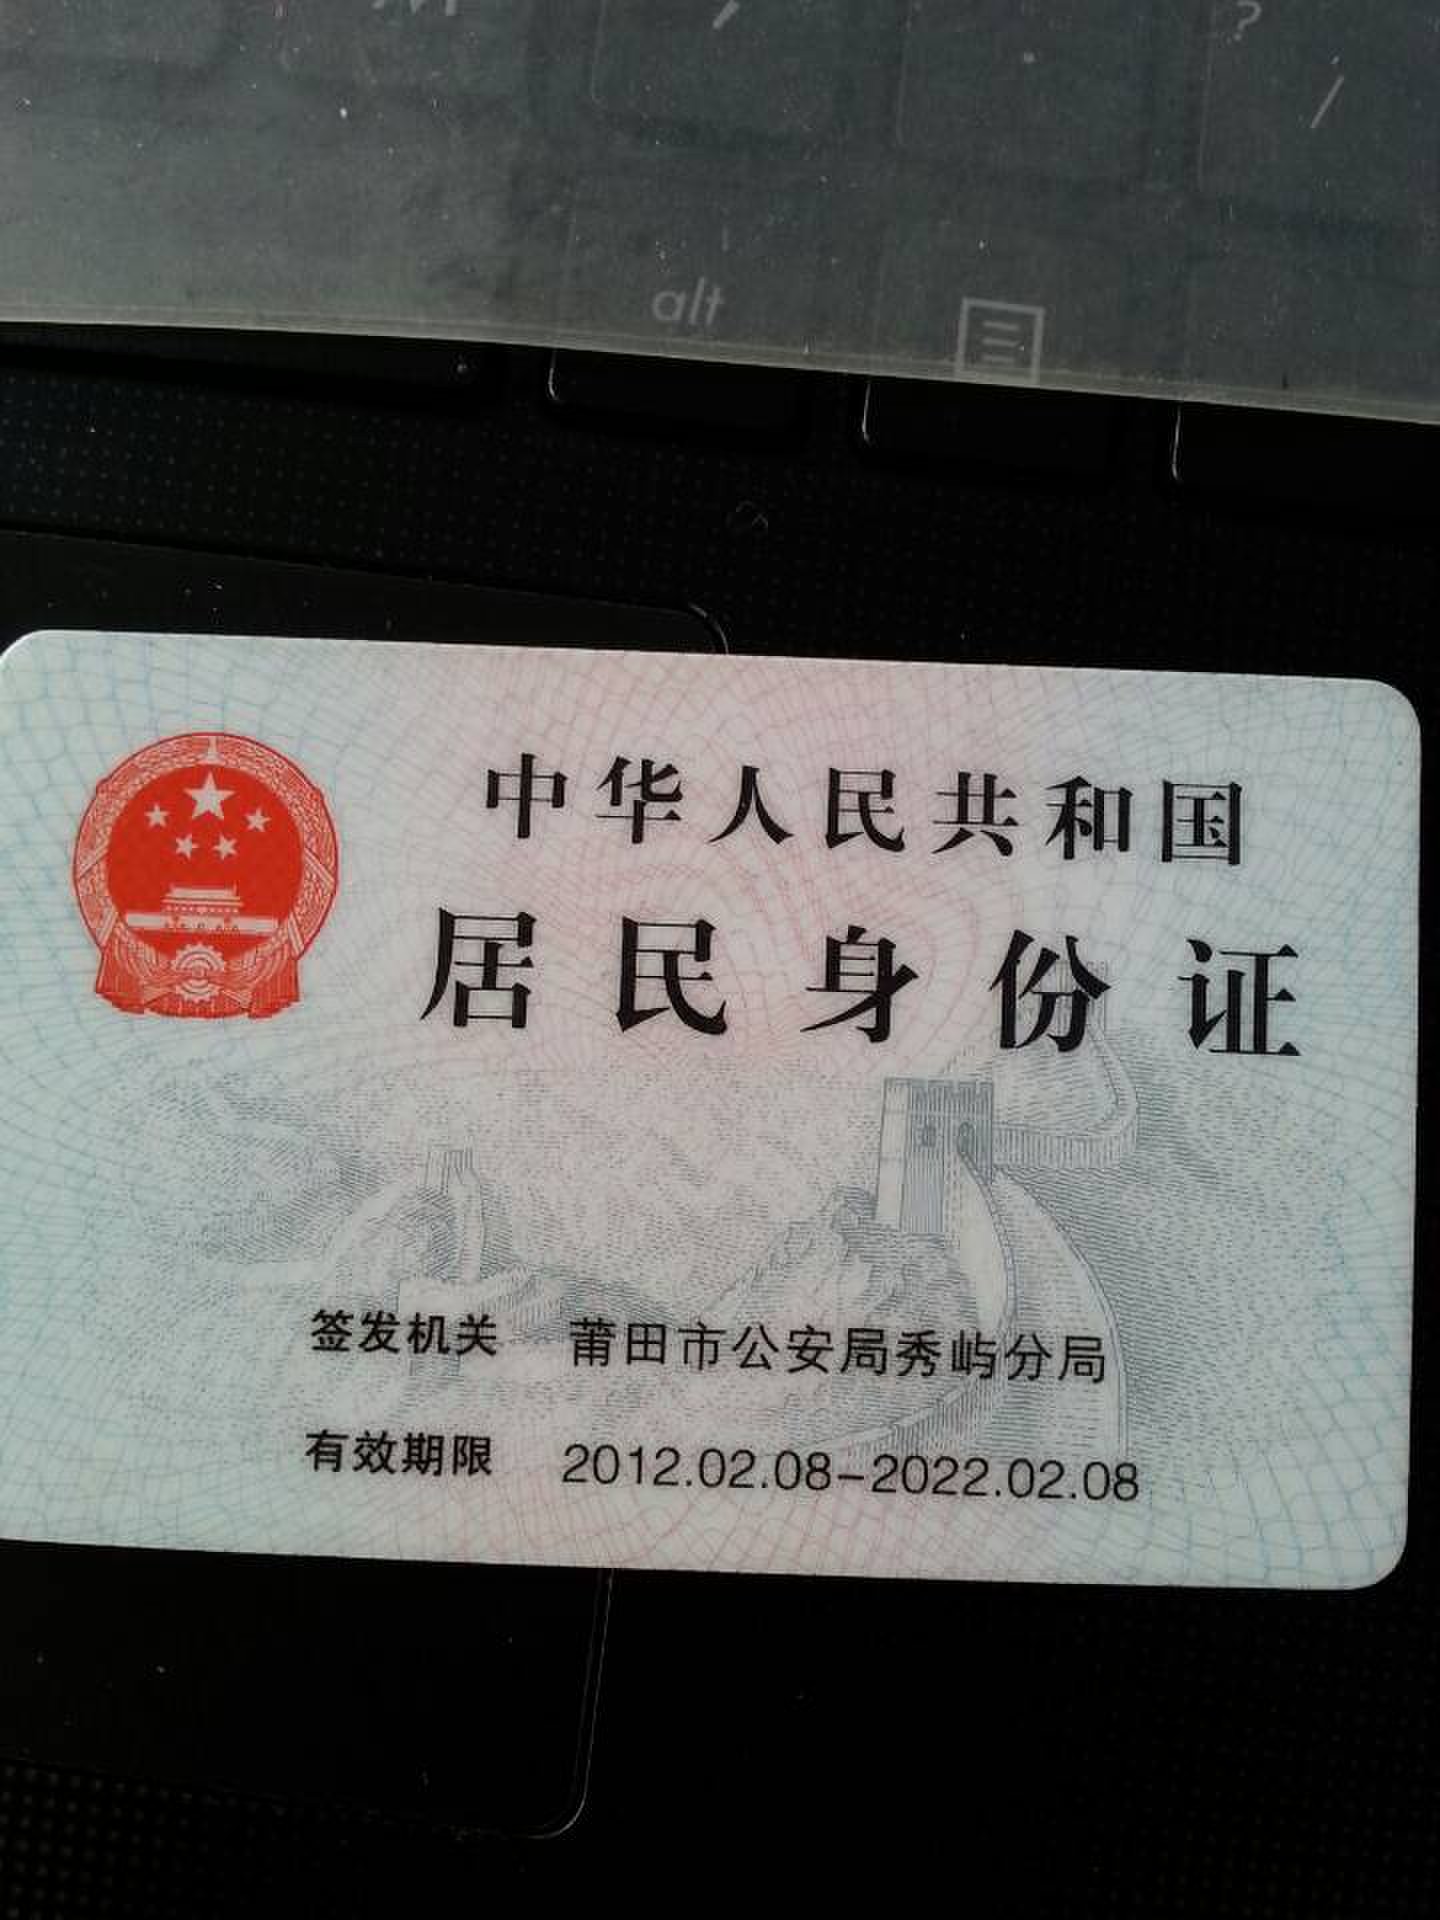 ?
/
alt
中华人民共和国
居民身份证
签发机关 莆田市公安局秀屿分局
有效期限 2012.02.08-2022.02.08